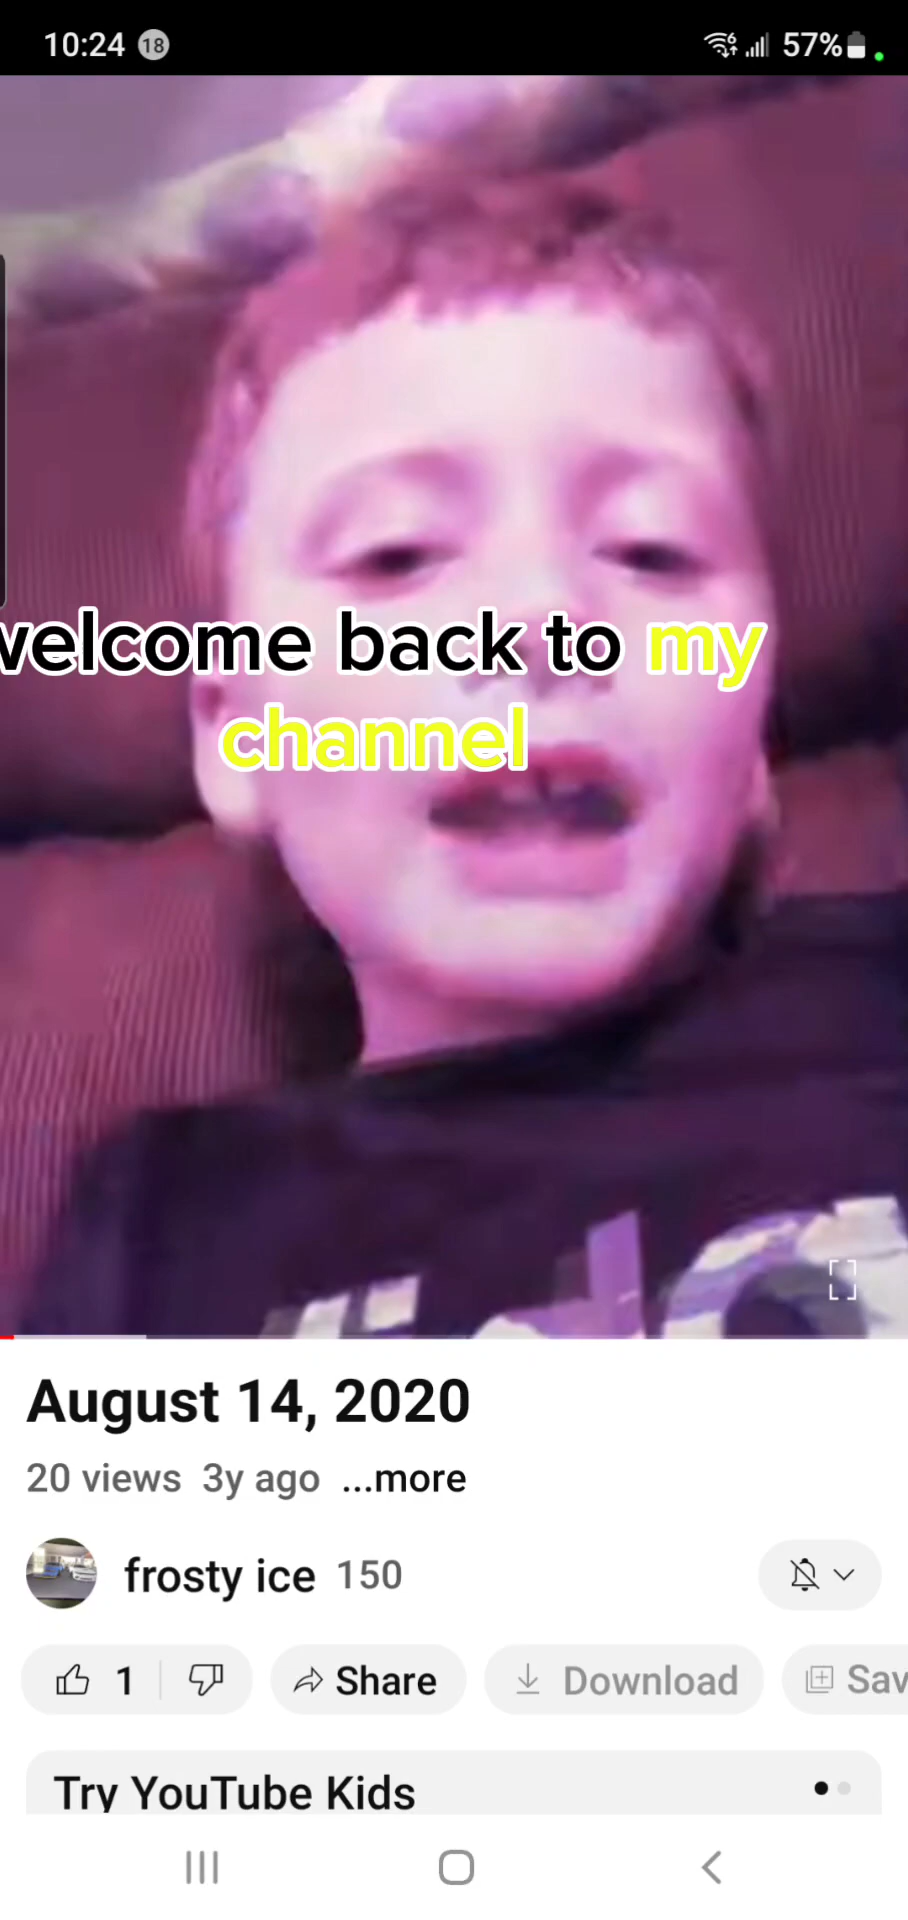 10:24 18 57%
welcome back to my
channel
August 14, 2020
20 views 3y ago ...more
frosty ice 150
1 Share Download Sav
Try YouTube Kids